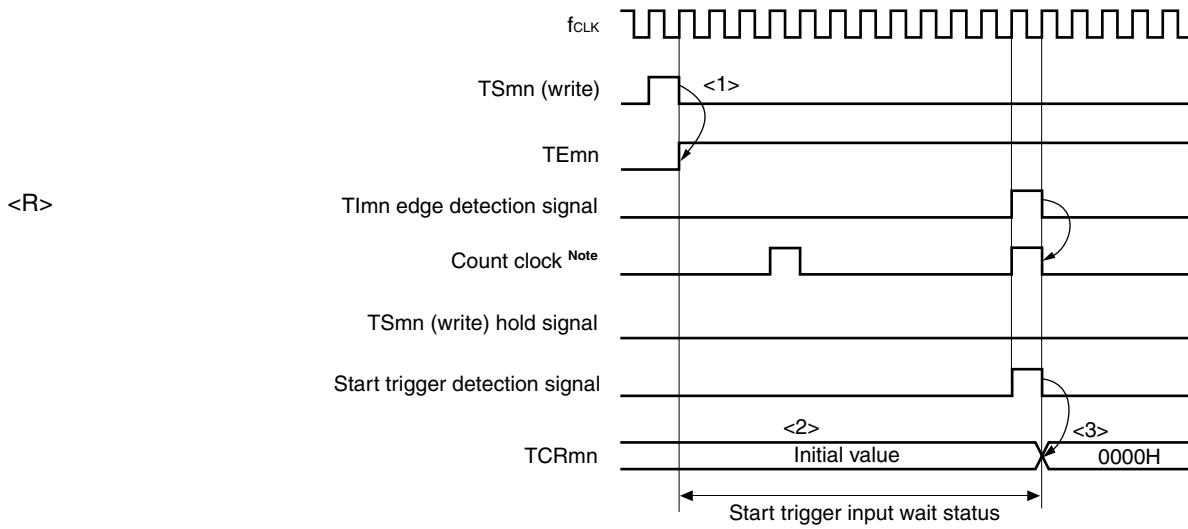 fCLK
TSmn (write)
<1>
TEmn
<R>
TImn edge detection signal
Count clock Note
TSmn (write) hold signal
Start trigger detection signal
<2>
<3>
TCRmn
Initial value
0000H
Start trigger input wait status